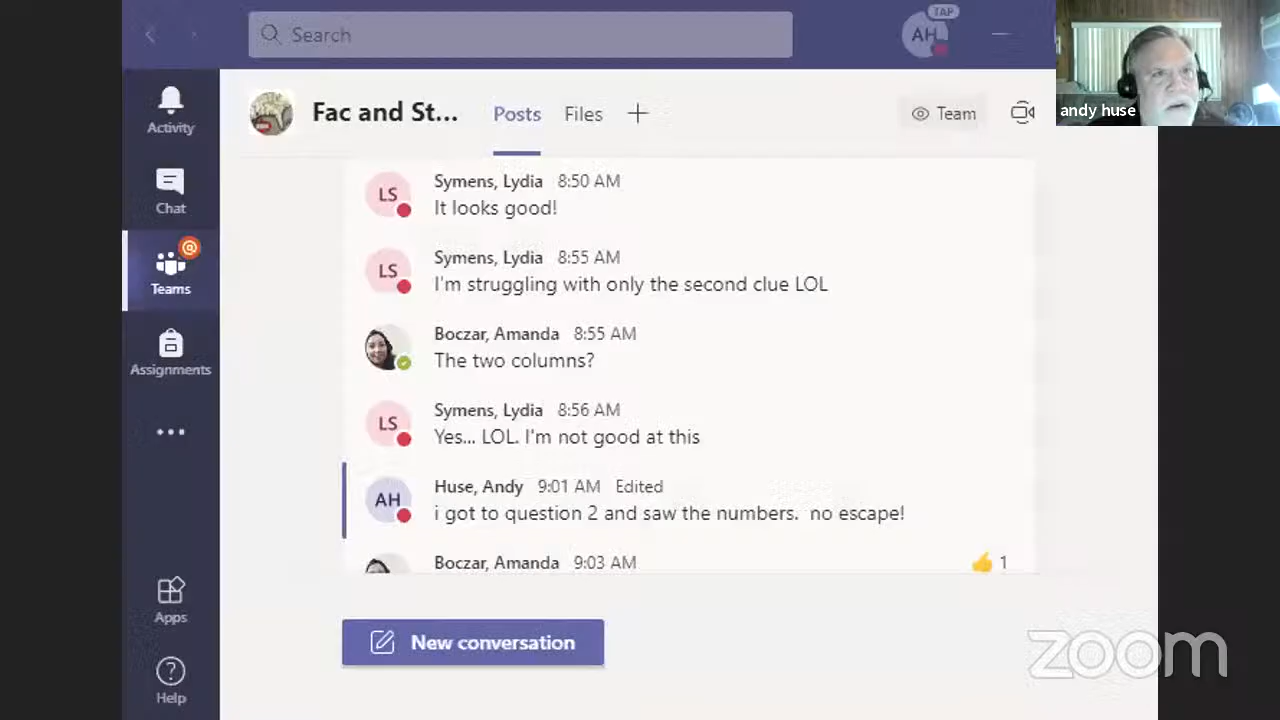 Search
TAP
AH
andy huse
Activity
Chat
Teams
Assignments
Apps
Help
Fac and St...
Posts
Files
Team
LS
Symens, Lydia 8:50 AM
It looks good!
LS
Symens, Lydia 8:55 AM
I'm struggling with only the second clue LOL
Boczar, Amanda 8:55 AM
The two columns?
LS
Symens, Lydia 8:56 AM
Yes... LOL. I'm not good at this
AH
Huse, Andy 9:01 AM Edited
i got to question 2 and saw the numbers. no escape!
Boczar, Amanda 9:03 AM
1
New conversation
zoom